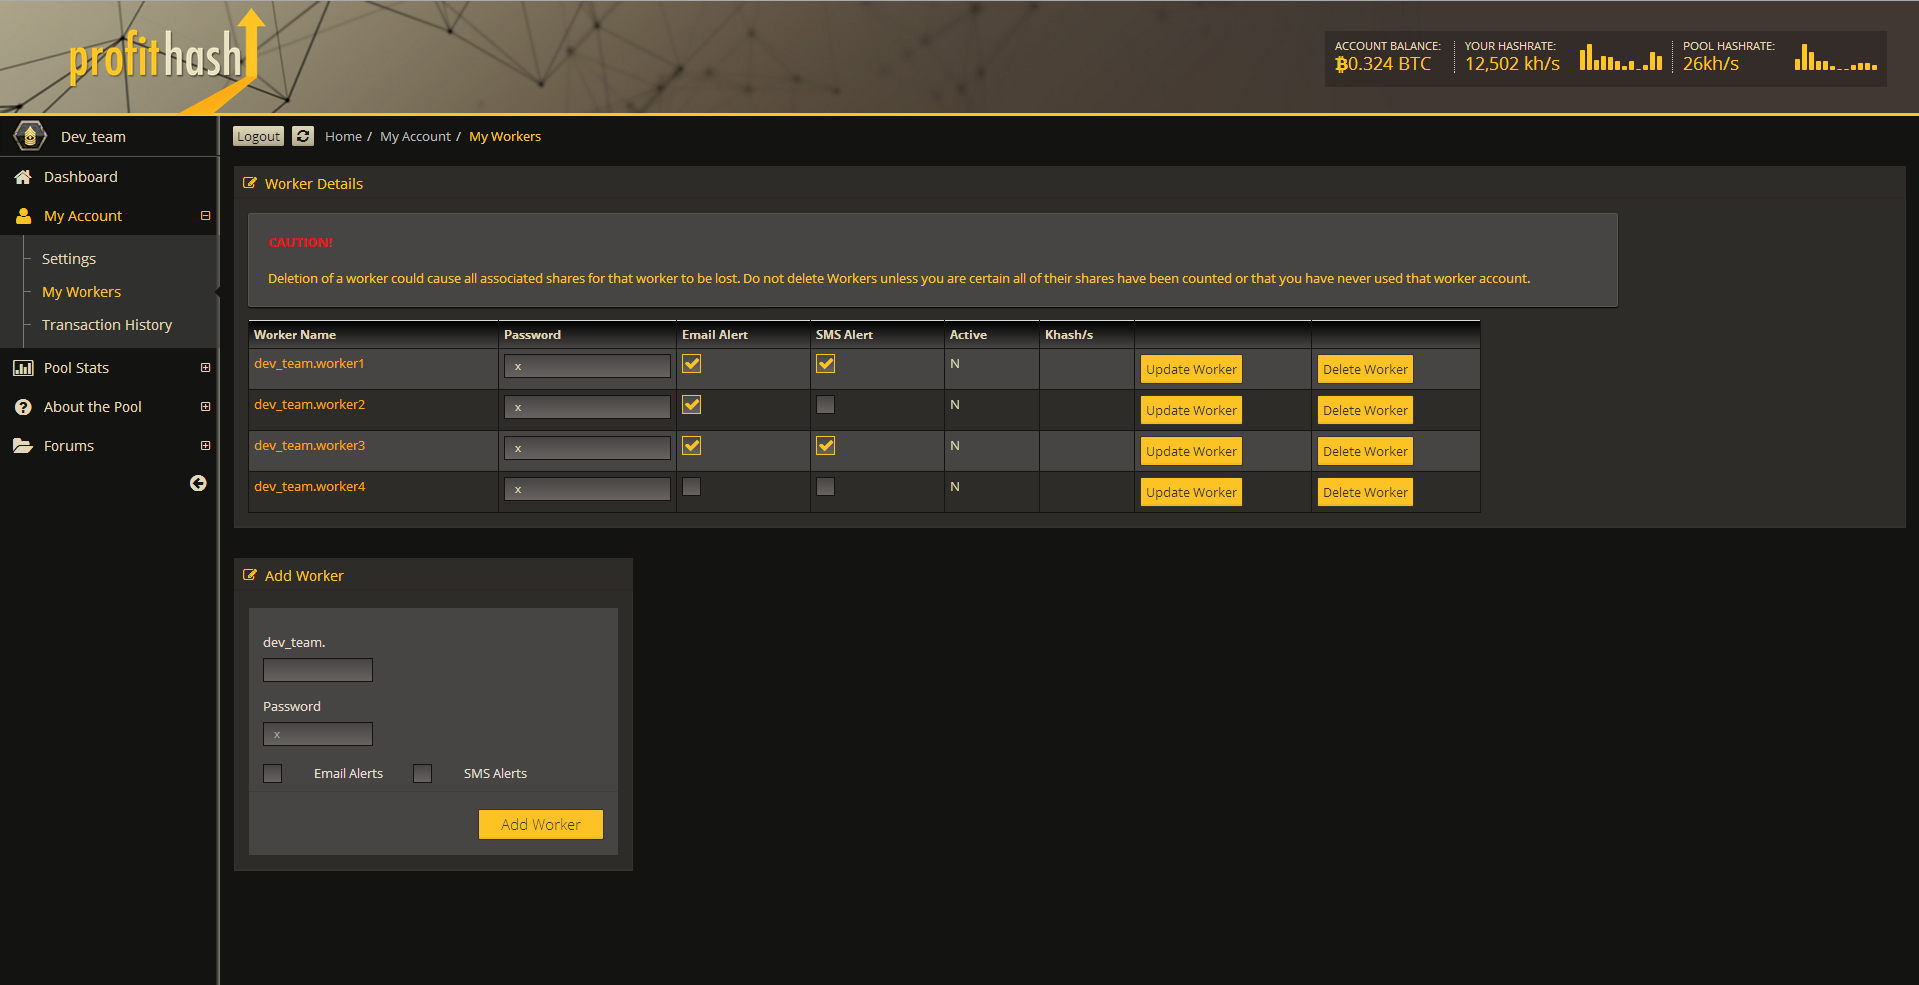 profithash
ACCOUNT BALANCE: YOUR HASHRATE: POOL HASHRATE:
₿0.324 BTC 12,502 kh/s 26kh/s
Dev_team
Logout Home / My Account / My Workers
Dashboard
My Account
Settings
My Workers
Transaction History
Pool Stats
About the Pool
Forums
Worker Details
CAUTION!
Deletion of a worker could cause all associated shares for that worker to be lost. Do not delete Workers unless you are certain all of their shares have been counted or that you have never used that worker account.
Worker Name Password Email Alert SMS Alert Active Khash/s
dev_team.worker1 x N Update Worker Delete Worker
dev_team.worker2 x N Update Worker Delete Worker
dev_team.worker3 x N Update Worker Delete Worker
dev_team.worker4 x N Update Worker Delete Worker
Add Worker
dev_team.
Password
x
Email Alerts SMS Alerts
Add Worker